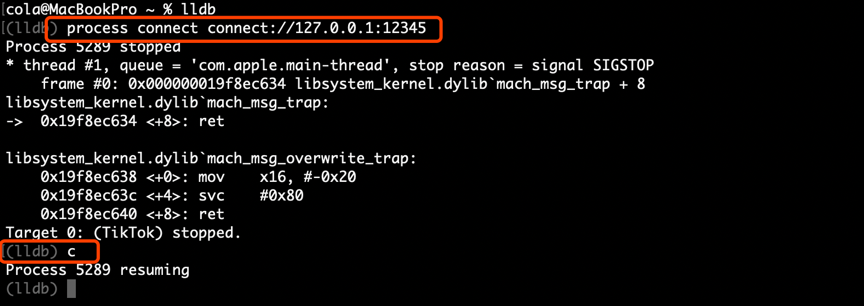 [cola@MacBookPro ~ % lldb
[(lldb) process connect connect://127.0.0.1:12345
Process 5289 stopped
* thread #1, queue = 'com.apple.main-thread', stop reason = signal SIGSTOP
    frame #0: 0x000000019f8ec634 libsystem_kernel.dylib`mach_msg_trap + 8
libsystem_kernel.dylib`mach_msg_trap:
->  0x19f8ec634 <+8>: ret

libsystem_kernel.dylib`mach_msg_overwrite_trap:
    0x19f8ec638 <+0>: mov    x16, #-0x20
    0x19f8ec63c <+4>: svc    #0x80
    0x19f8ec640 <+8>: ret
Target 0: (TikTok) stopped.
(lldb) c
Process 5289 resuming
(lldb)